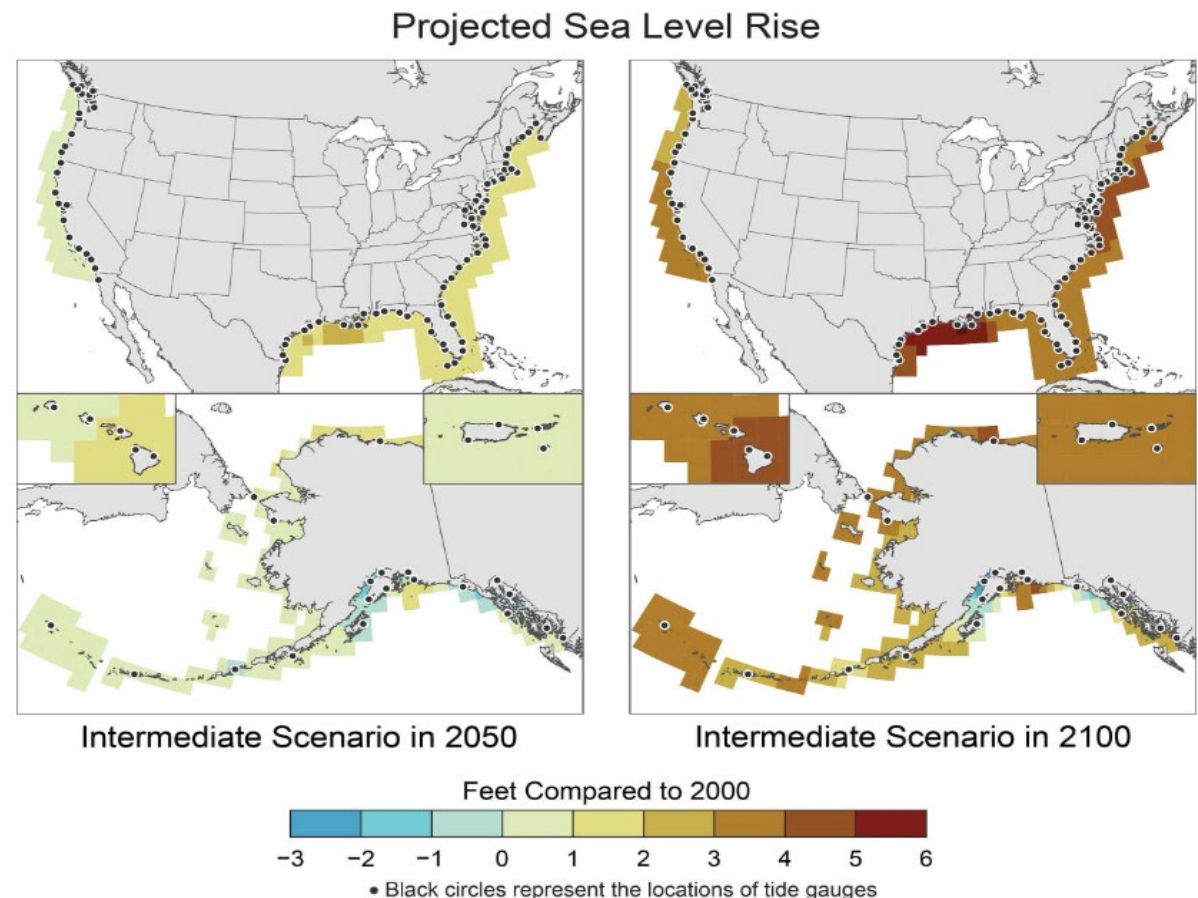 Projected Sea Level Rise
Intermediate Scenario in 2050
Intermediate Scenario in 2100
Feet Compared to 2000
−3 −2 −1 0 1 2 3 4 5 6
• Black circles represent the locations of tide gauges